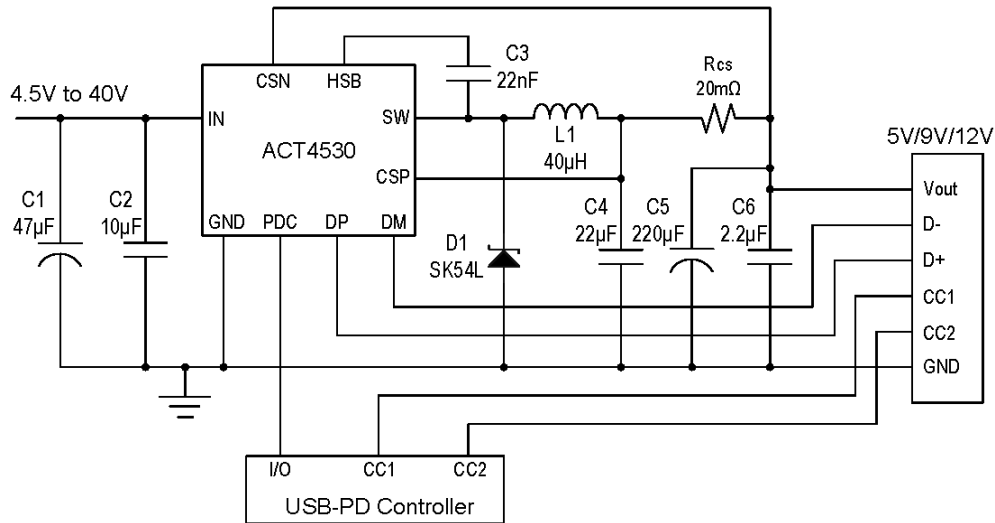 CSN
HSB
C3
22nF
Rcs
20mΩ
4.5V to 40V
IN
SW
ACT4530
L1
40µH
5V/9V/12V
CSP
C1
47µF
C2
10µF
GND
PDC
DP
DM
D1
SK54L
C4
22µF
C5
220µF
C6
2.2µF
Vout
D-
D+
CC1
CC2
GND
I/O
CC1
CC2
USB-PD Controller